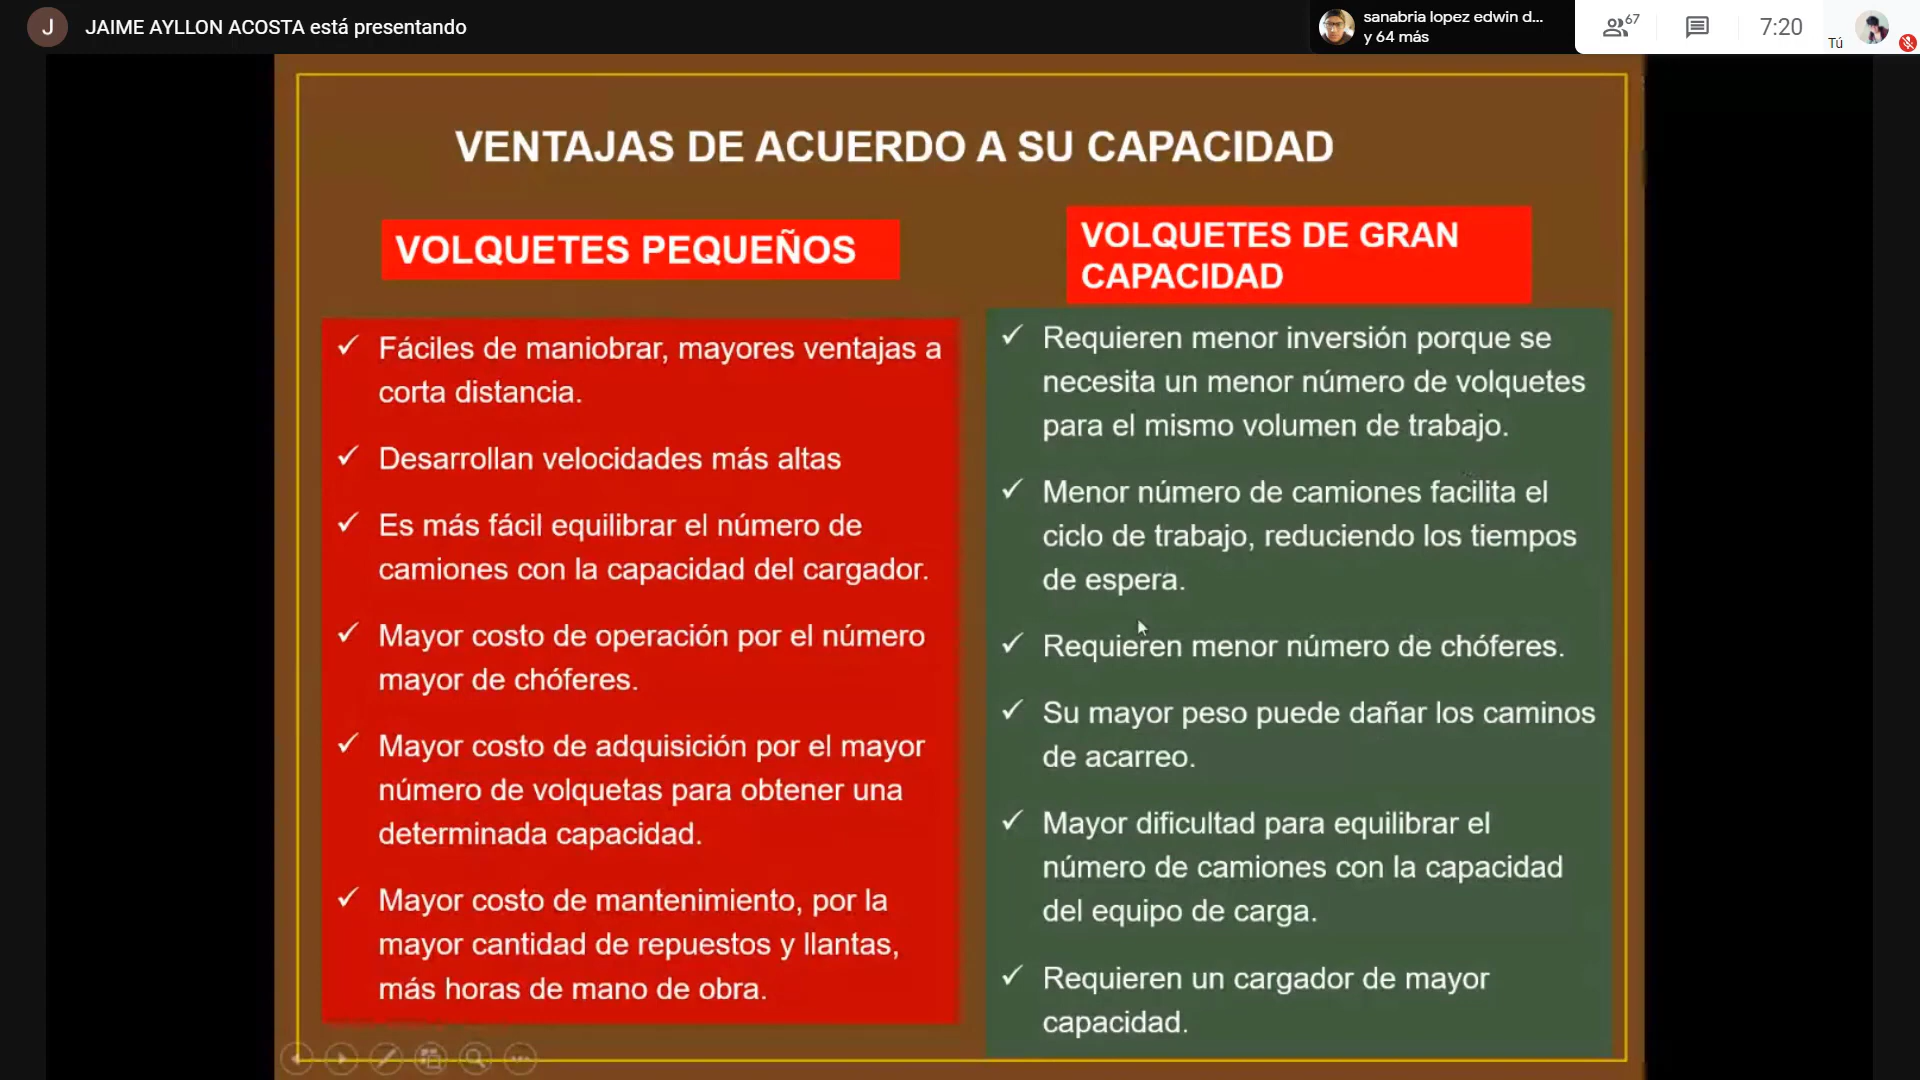 J
JAIME AYLLON ACOSTA está presentando
sanabria lopez edwin d...
y 64 más
67
7:20
Tú
VENTAJAS DE ACUERDO A SU CAPACIDAD
VOLQUETES PEQUEÑOS
✓ Fáciles de maniobrar, mayores ventajas a
corta distancia.
✓ Desarrollan velocidades más altas
✓ Es más fácil equilibrar el número de
camiones con la capacidad del cargador.
✓ Mayor costo de operación por el número
mayor de chóferes.
✓ Mayor costo de adquisición por el mayor
número de volquetas para obtener una
determinada capacidad.
✓ Mayor costo de mantenimiento, por la
mayor cantidad de repuestos y llantas,
más horas de mano de obra.
VOLQUETES DE GRAN
CAPACIDAD
✓ Requieren menor inversión porque se
necesita un menor número de volquetes
para el mismo volumen de trabajo.
✓ Menor número de camiones facilita el
ciclo de trabajo, reduciendo los tiempos
de espera.
✓ Requieren menor número de chóferes.
✓ Su mayor peso puede dañar los caminos
de acarreo.
✓ Mayor dificultad para equilibrar el
número de camiones con la capacidad
del equipo de carga.
✓ Requieren un cargador de mayor
capacidad.